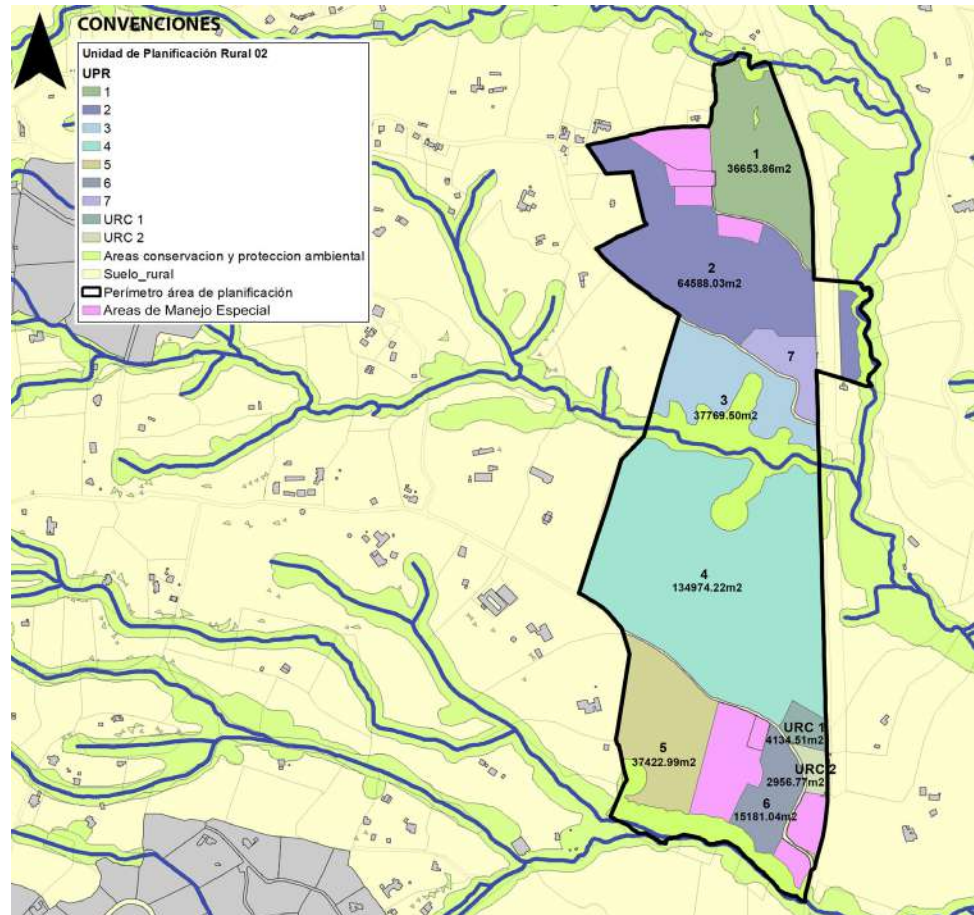 CONVENCIONES
Unidad de Planificación Rural 02
UPR
1
2
3
4
5
6
7
URC 1
URC 2
Areas conservacion y proteccion ambiental
Suelo_rural
Perímetro área de planificación
Areas de Manejo Especial
1
36653.86m2
2
64588.03m2
7
3
37769.50m2
4
134974.22m2
URC 1
4134.51m2
5
37422.99m2
URC 2
2956.77m2
6
15181.04m2